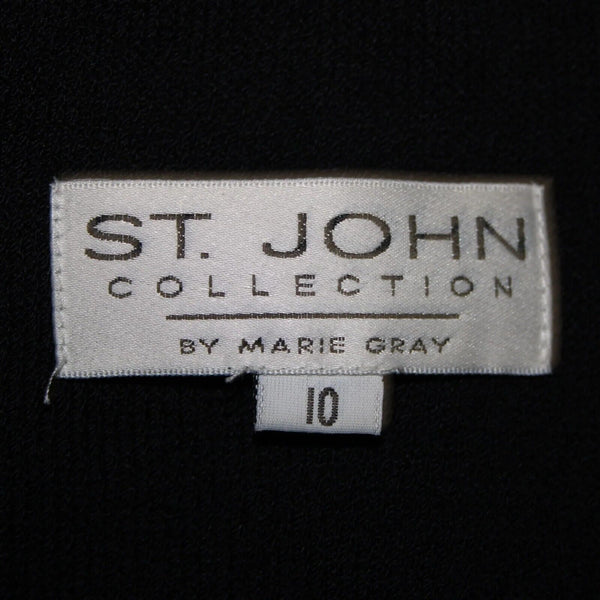 ST. JOHN
COLLECTION
BY MARIE GRAY
10